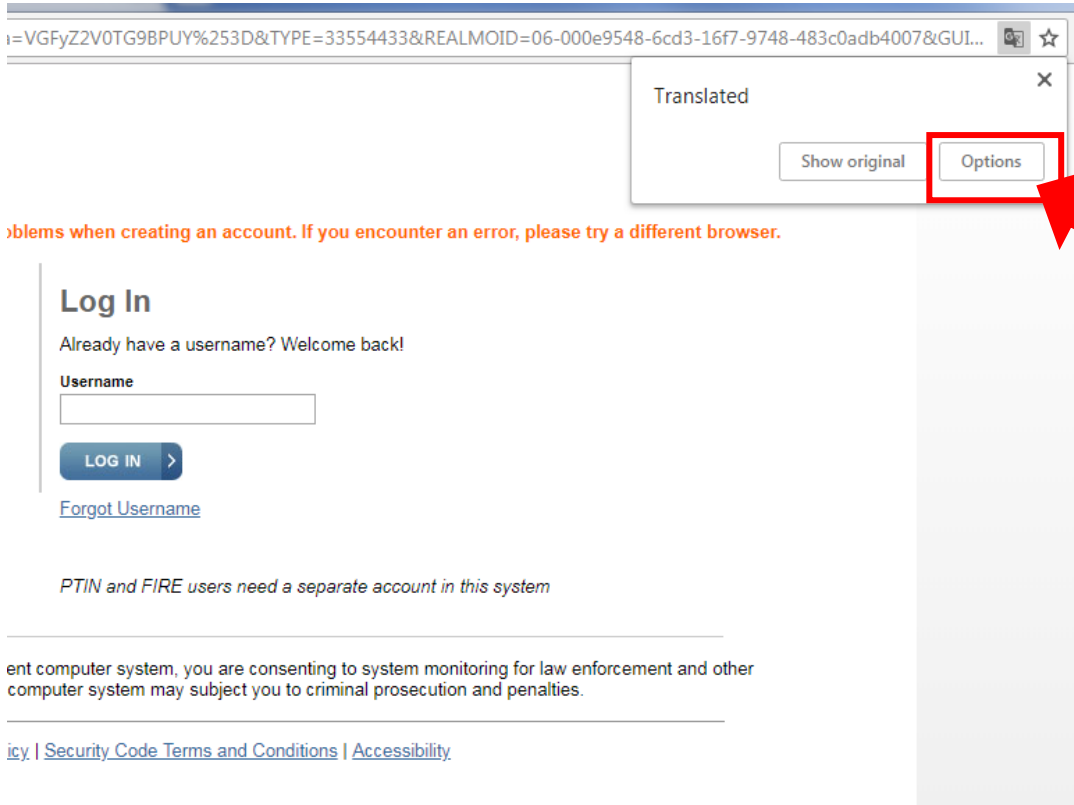 a=VGFyZ2V0TG9BPUY%253D&TYPE=33554433&REALMOID=06-000e9548-6cd3-16f7-9748-483c0adb4007&GUI...
Translated
Show original
Options
oblems when creating an account. If you encounter an error, please try a different browser.
Log In
Already have a username? Welcome back!
Username
LOG IN
Forgot Username
PTIN and FIRE users need a separate account in this system
ent computer system, you are consenting to system monitoring for law enforcement and other
computer system may subject you to criminal prosecution and penalties.
icy | Security Code Terms and Conditions | Accessibility